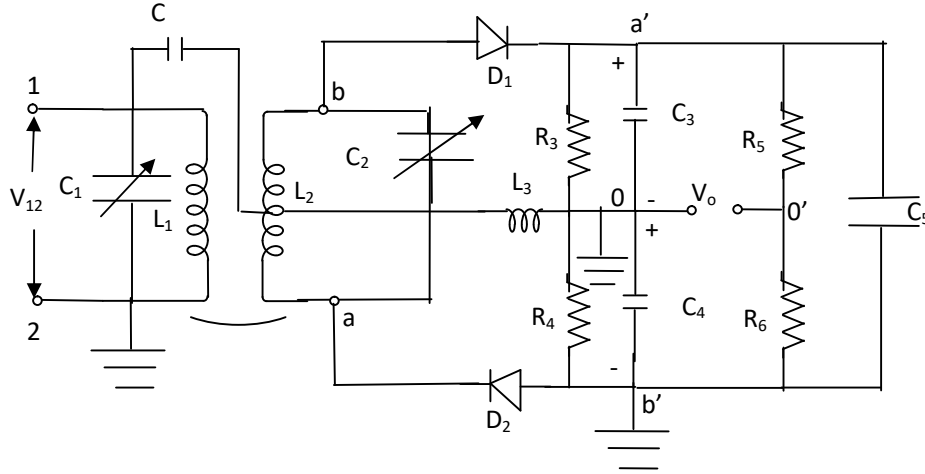 C
1
V₁₂
2
C₁
L₁
L₂
b
a
C₂
D₁
D₂
L₃
a’
+
R₃
C₃
0
-
+
R₄
C₄
-
b’
Vₒ
R₅
0’
R₆
C₅